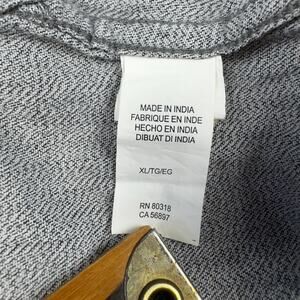 MADE IN INDIA
FABRIQUE EN INDE
HECHO EN INDIA
DIBUAT DI INDIA
XL/TG/EG
RN 80318
CA 56897